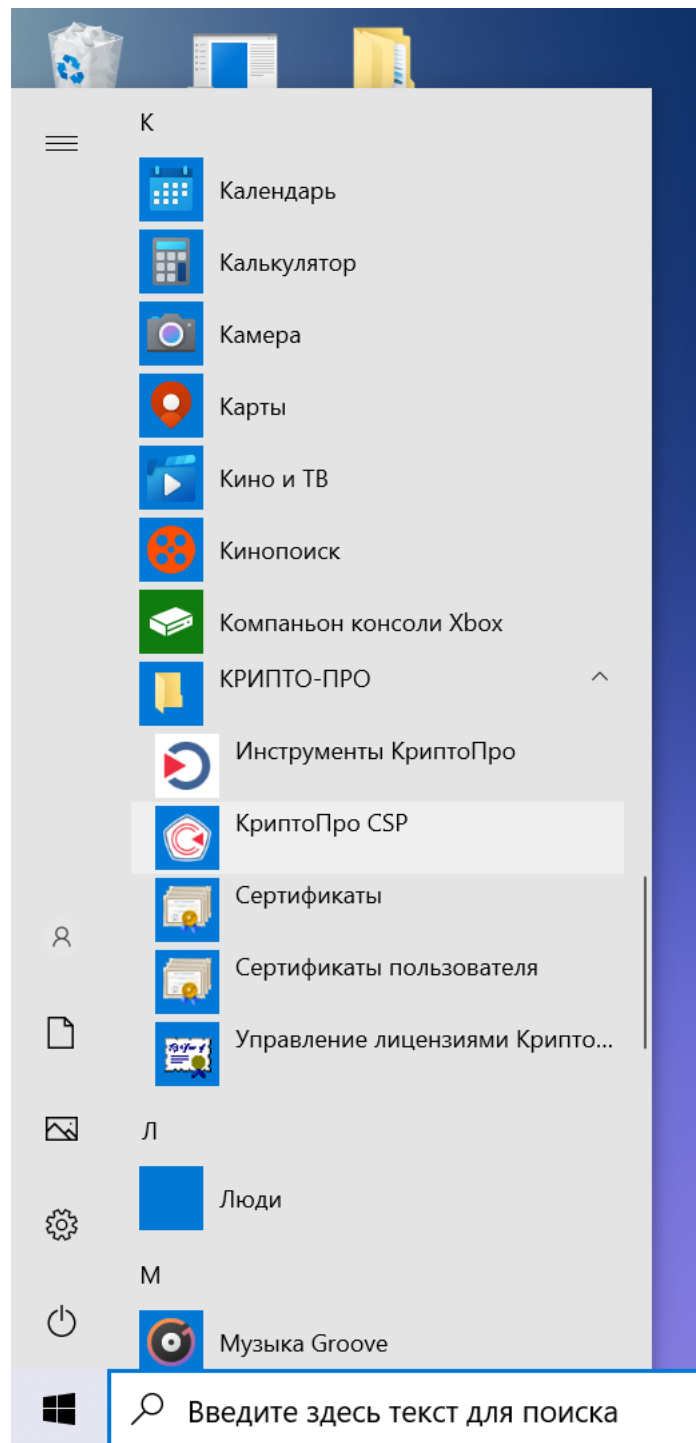 К
Календарь
Калькулятор
Камера
Карты
Кино и ТВ
Кинопоиск
Компаньон консоли Xbox
КРИПТО-ПРО
Инструменты КриптоПро
КриптоПро CSP
Сертификаты
Сертификаты пользователя
Управление лицензиями Крипто...
Л
Люди
М
Музыка Groove
Введите здесь текст для поиска